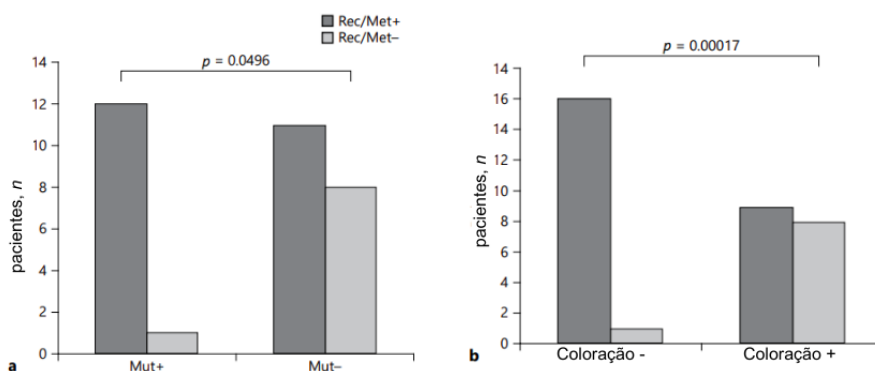 Rec/Met+
Rec/Met–
p = 0.0496
12
10
8
6
4
2
0
pacientes, n
Mut+
Mut–
a
p = 0.00017
14
16
14
12
10
8
6
4
2
0
pacientes, n
Coloração -
Coloração +
b